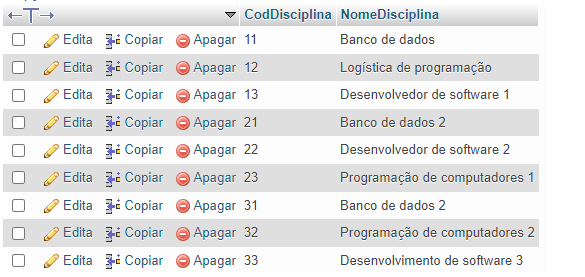 CodDisciplina NomeDisciplina
Edita Copiar Apagar 11 Banco de dados
Edita Copiar Apagar 12 Logística de programação
Edita Copiar Apagar 13 Desenvolvedor de software 1
Edita Copiar Apagar 21 Banco de dados 2
Edita Copiar Apagar 22 Desenvolvedor de software 2
Edita Copiar Apagar 23 Programação de computadores 1
Edita Copiar Apagar 31 Banco de dados 2
Edita Copiar Apagar 32 Programação de computadores 2
Edita Copiar Apagar 33 Desenvolvimento de software 3